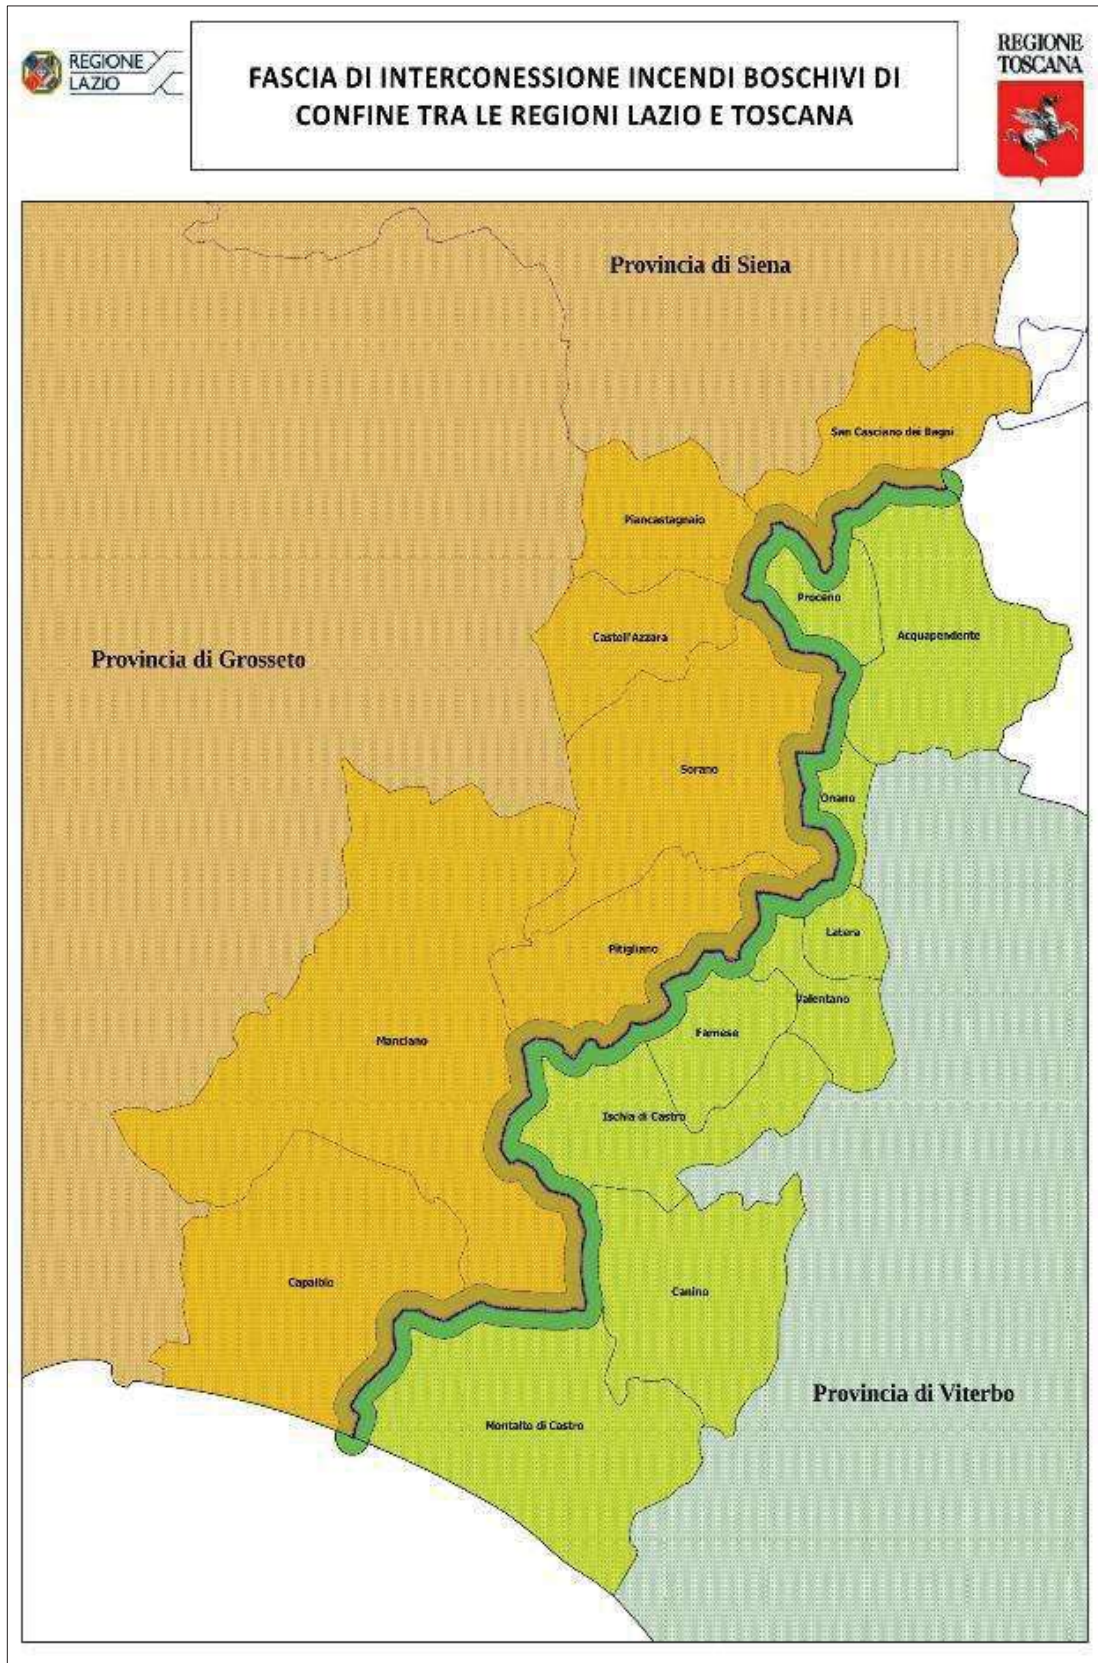 REGIONE
LAZIO
FASCIA DI INTERCONESSIONE INCENDI BOSCHIVI DI
CONFINE TRA LE REGIONI LAZIO E TOSCANA
REGIONE
TOSCANA
Provincia di Siena
San Casciano dei Bagni
Piancastagnaio
Proceno
Castell'Azzara
Acquapendente
Provincia di Grosseto
Sorano
Onano
Latera
Pitigliano
Valentano
Farnese
Manciano
Ischia di Castro
Capalbio
Canino
Provincia di Viterbo
Montalto di Castro